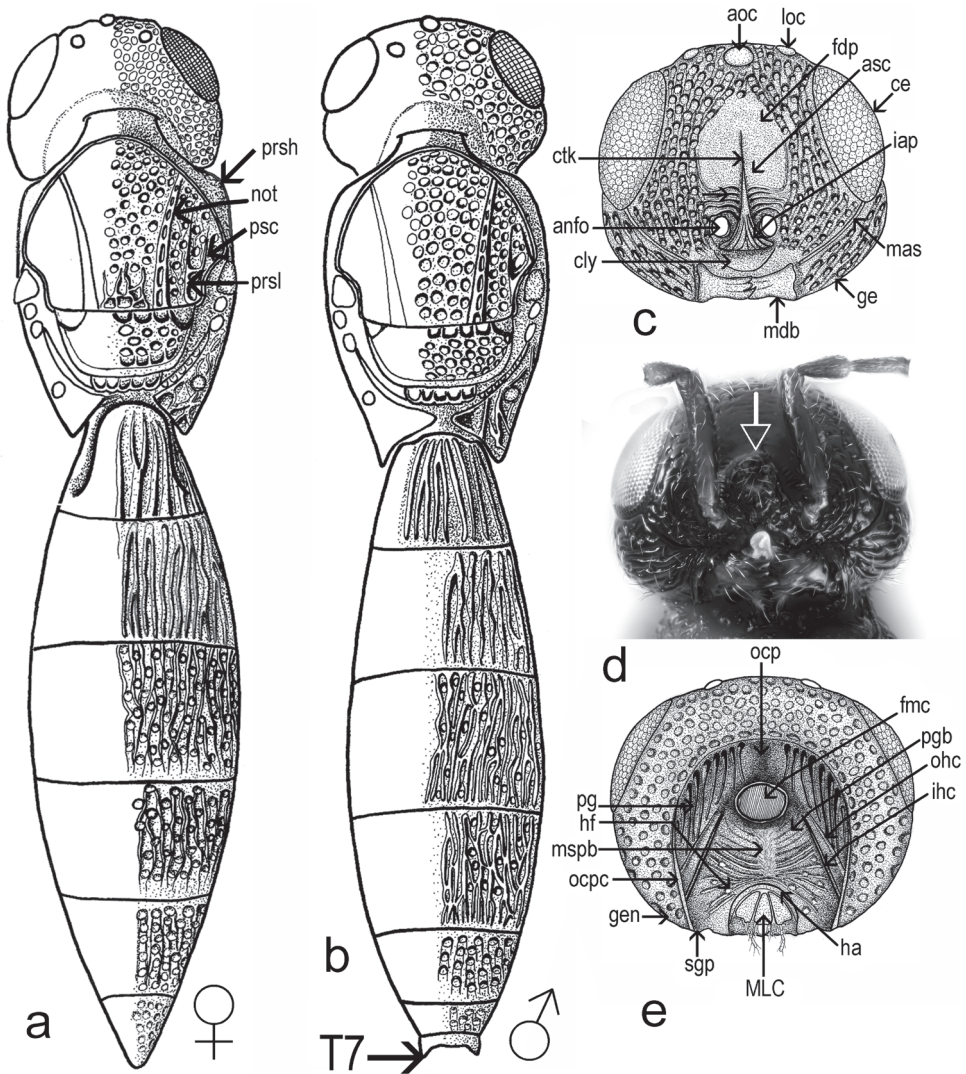 prsh
not
psc
prsl
a
b
T7
aoc
loc
fdp
asc
ce
ctk
iap
anfo
cly
mas
ge
mdb
c
d
ocp
fmc
pgb
ohc
ihc
pg
hf
mspb
ocpc
gen
sgp
ha
MLC
e